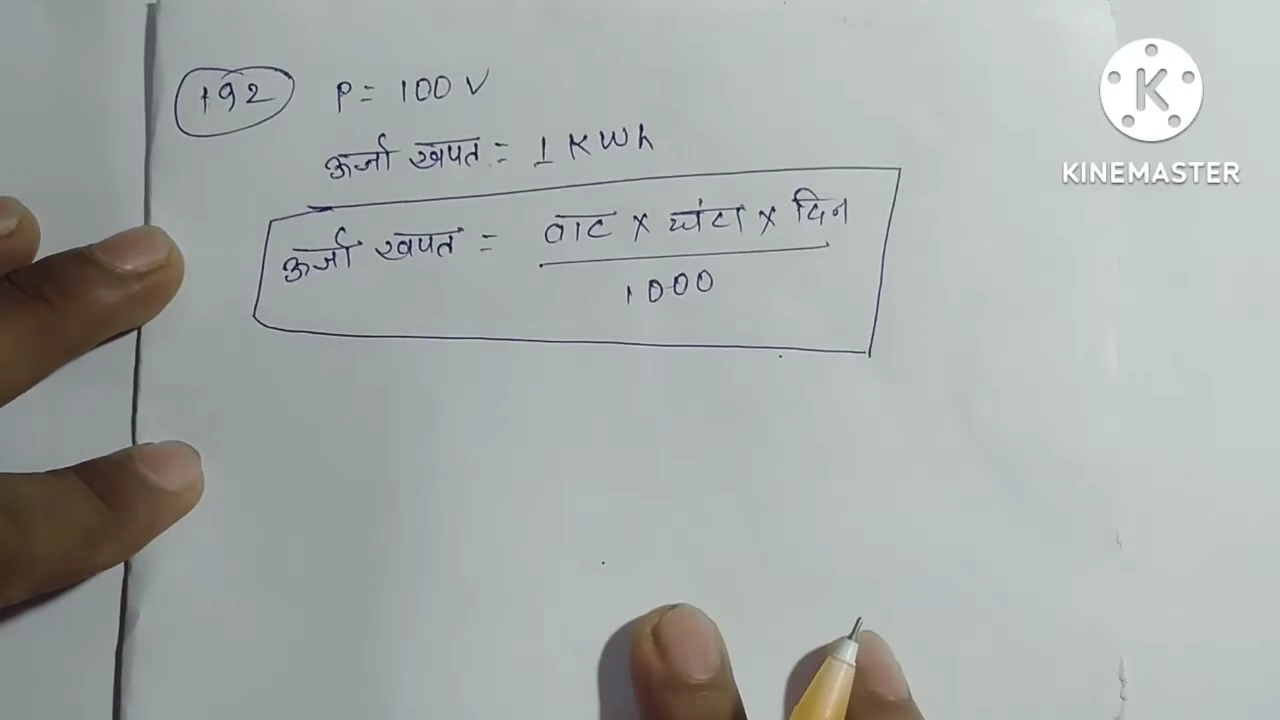 192 P = 100 V
ऊर्जा खपत = 1 KWh
ऊर्जा खपत = वाट x घंटा x दिन
1000
K
KINEMASTER